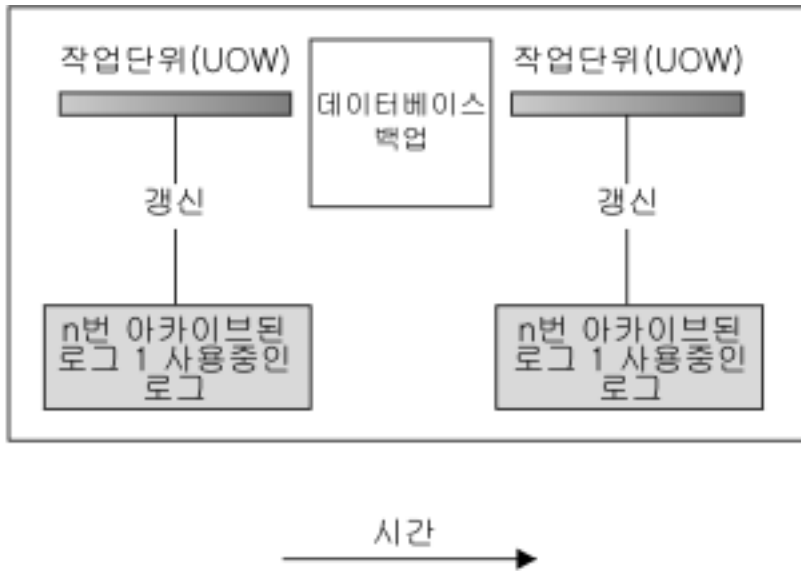 작업단위(UOW)
데이터베이스
백업
작업단위(UOW)
갱신
갱신
n번 아카이브된
로그 1 사용중인
로그
n번 아카이브된
로그 1 사용중인
로그
시간